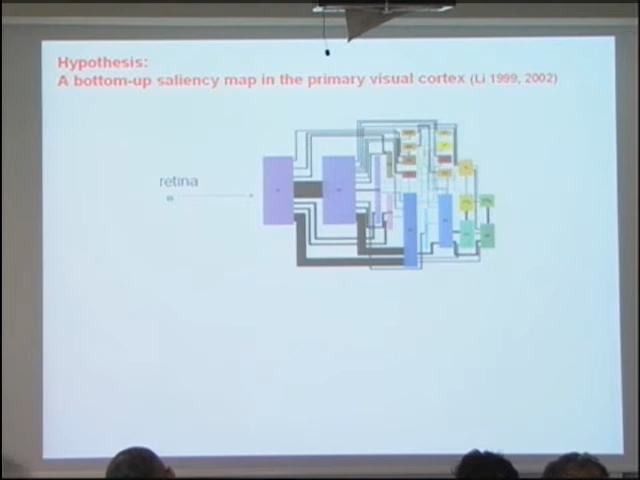 Hypothesis:
A bottom-up saliency map in the primary visual cortex (Li 1999, 2002)
retina